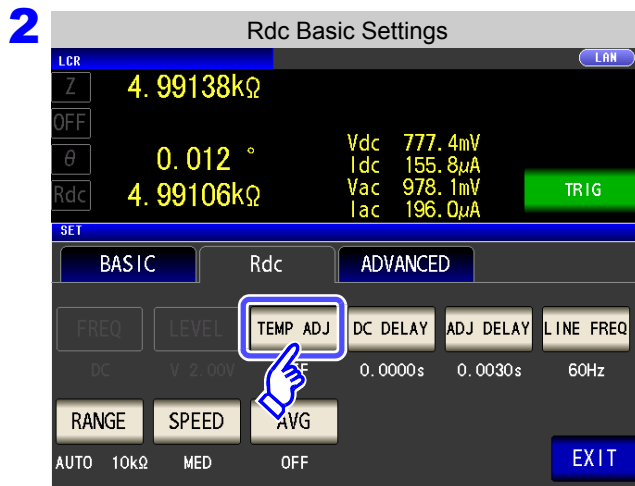 2
Rdc Basic Settings
LCR
LAN
Z 4.99138kΩ
OFF
θ 0.012 °
Rdc 4.99106kΩ
Vdc 777.4mV
Idc 155.8μA
Vac 978.1mV
Iac 196.0μA
TRIG
SET
BASIC Rdc ADVANCED
FREQ LEVEL TEMP ADJ DC DELAY ADJ DELAY LINE FREQ
DC V 2.00V 0.0000s 0.0030s 60Hz
RANGE SPEED AVG
AUTO 10kΩ MED OFF
EXIT